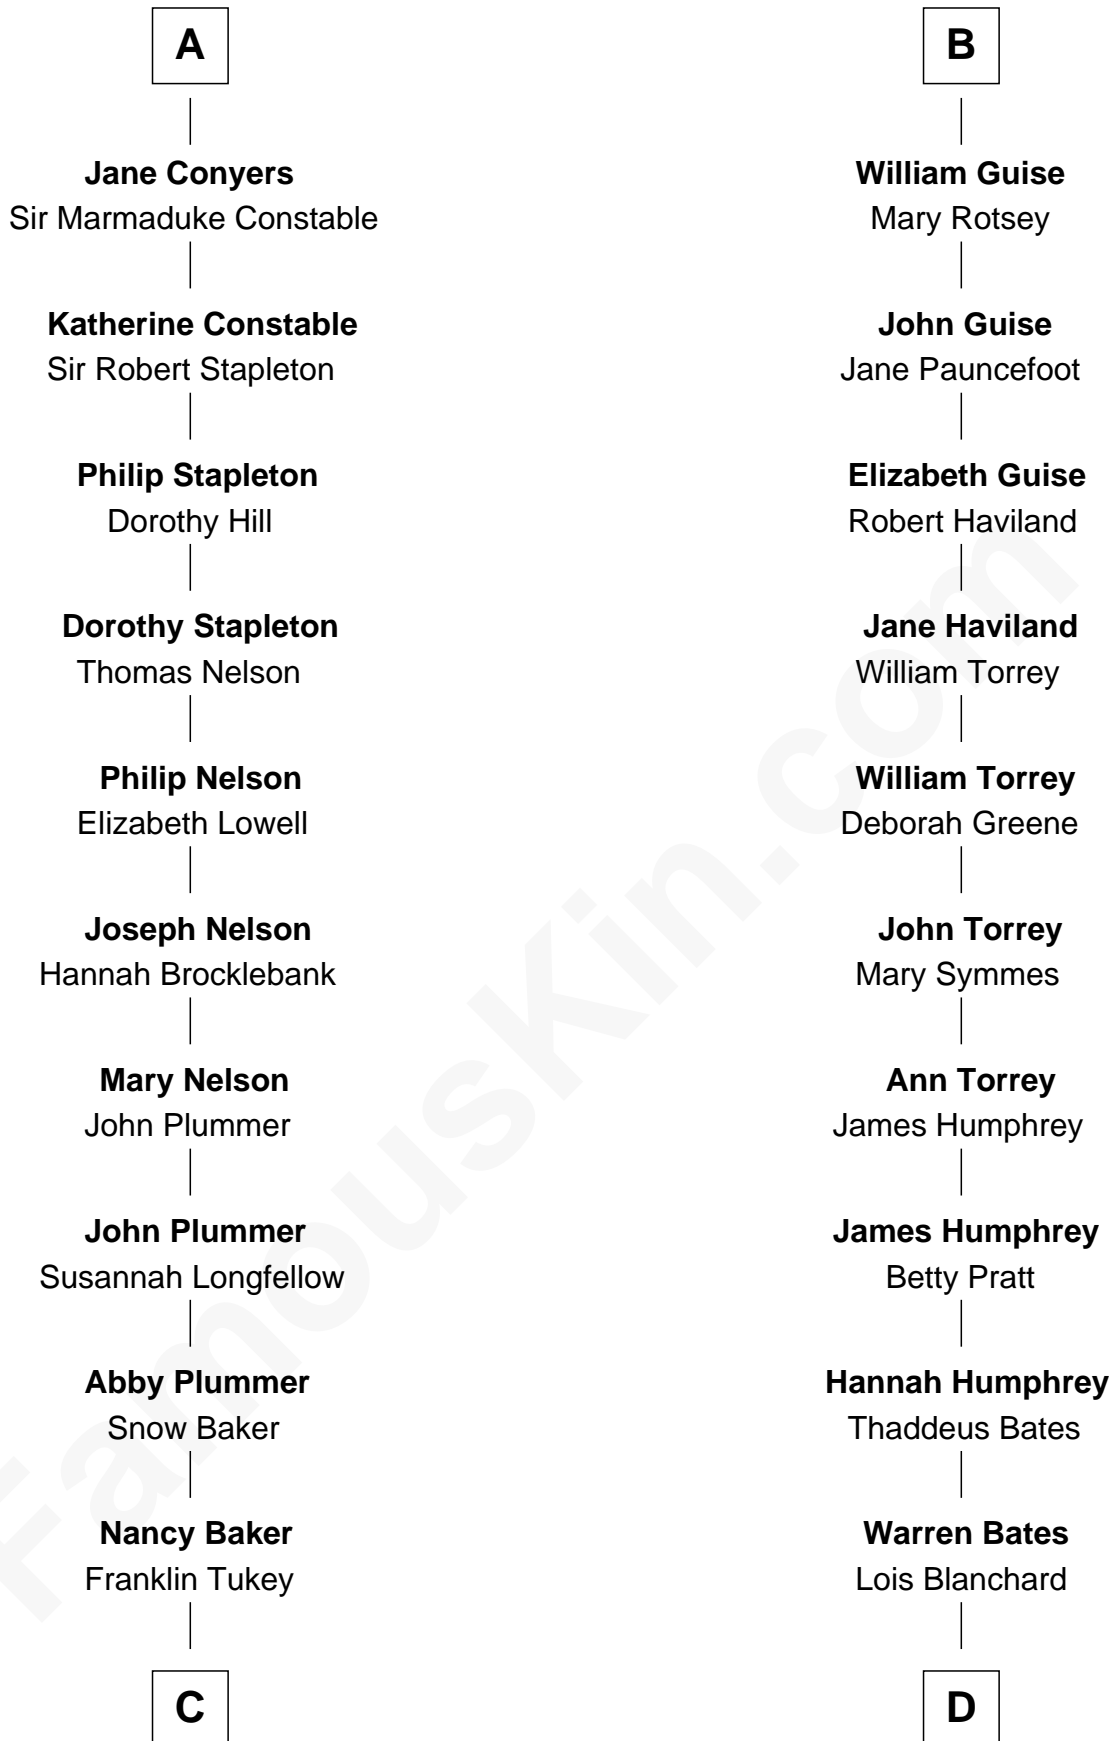 A
Jane Conyers
Sir Marmaduke Constable
Katherine Constable
Sir Robert Stapleton
Philip Stapleton
Dorothy Hill
Dorothy Stapleton
Thomas Nelson
Philip Nelson
Elizabeth Lowell
Joseph Nelson
Hannah Brocklebank
Mary Nelson
John Plummer
John Plummer
Susannah Longfellow
Abby Plummer
Snow Baker
Nancy Baker
Franklin Tukey
C
B
William Guise
Mary Rotsey
John Guise
Jane Pauncefoot
Elizabeth Guise
Robert Haviland
Jane Haviland
William Torrey
William Torrey
Deborah Greene
John Torrey
Mary Symmes
Ann Torrey
James Humphrey
James Humphrey
Betty Pratt
Hannah Humphrey
Thaddeus Bates
Warren Bates
Lois Blanchard
D
FamousKin.com